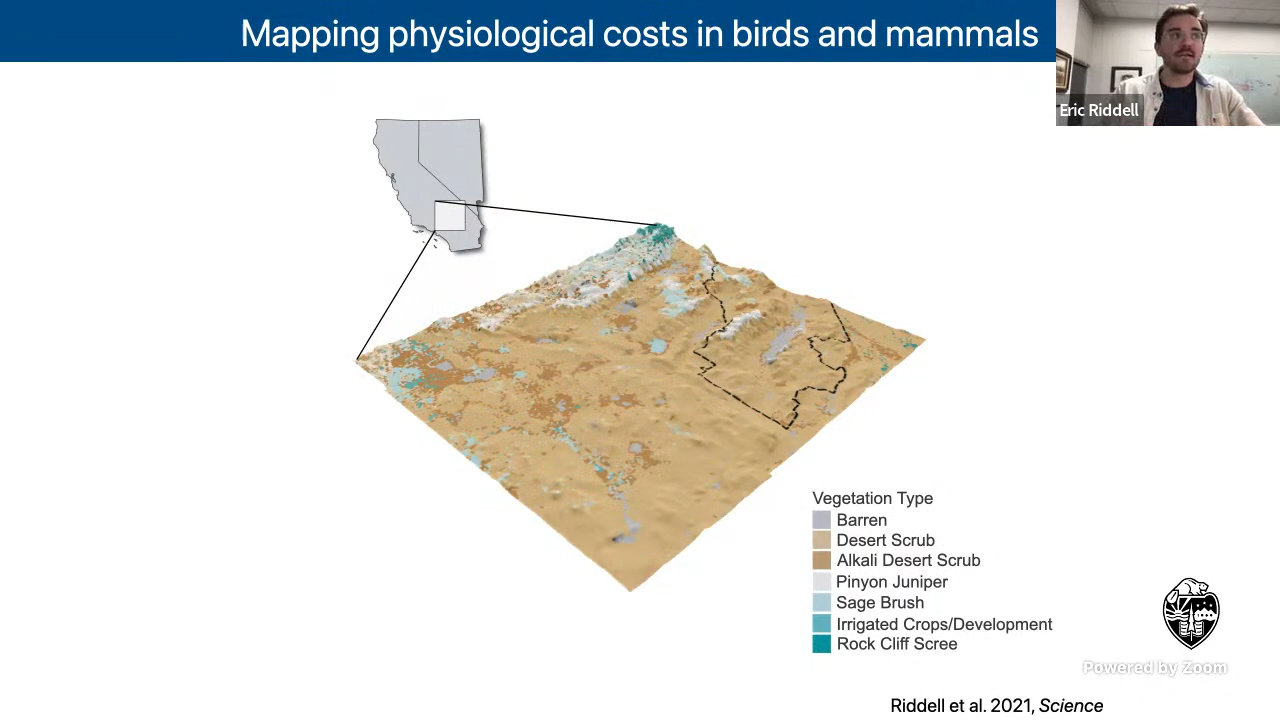 Mapping physiological costs in birds and mammals
Eric Riddell
Vegetation Type
Barren
Desert Scrub
Alkali Desert Scrub
Pinyon Juniper
Sage Brush
Irrigated Crops/Development
Rock Cliff Scree
Powered by Zoom
Riddell et al. 2021, Science